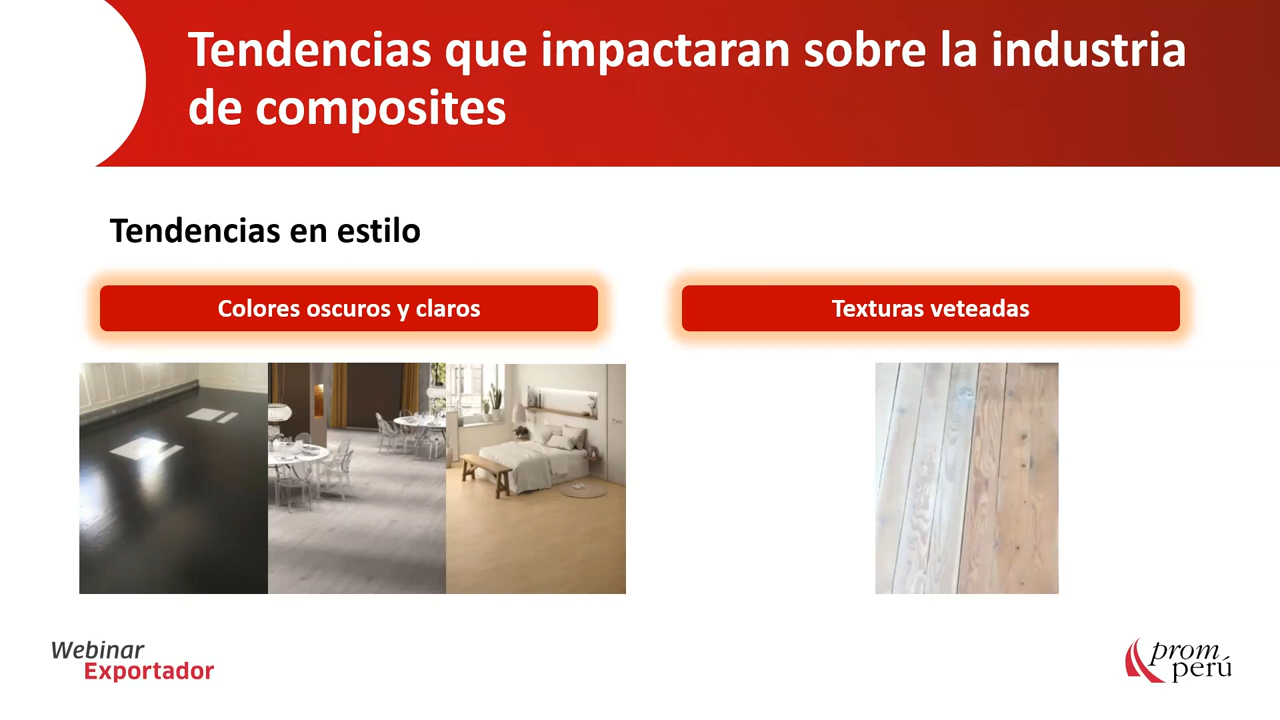 Tendencias que impactaran sobre la industria
de composites
Tendencias en estilo
Colores oscuros y claros
Texturas veteadas
Webinar
Exportador
prom
perú